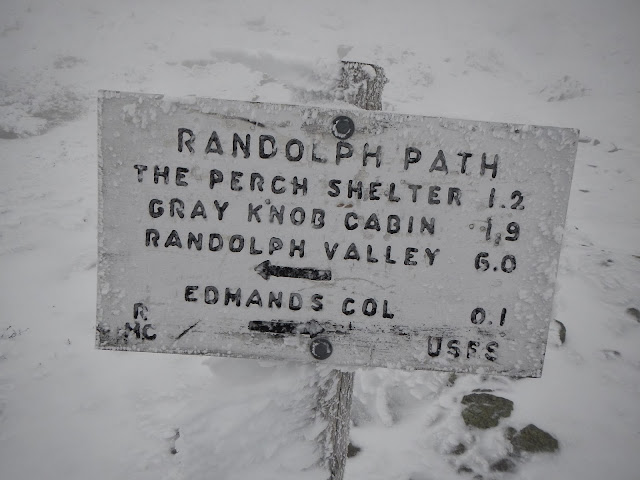 RANDOLPH PATH
THE PERCH SHELTER 1.2
GRAY KNOB CABIN 1.9
RANDOLPH VALLEY 6.0
EDMANDS COL 0.1
R
MC
USFS